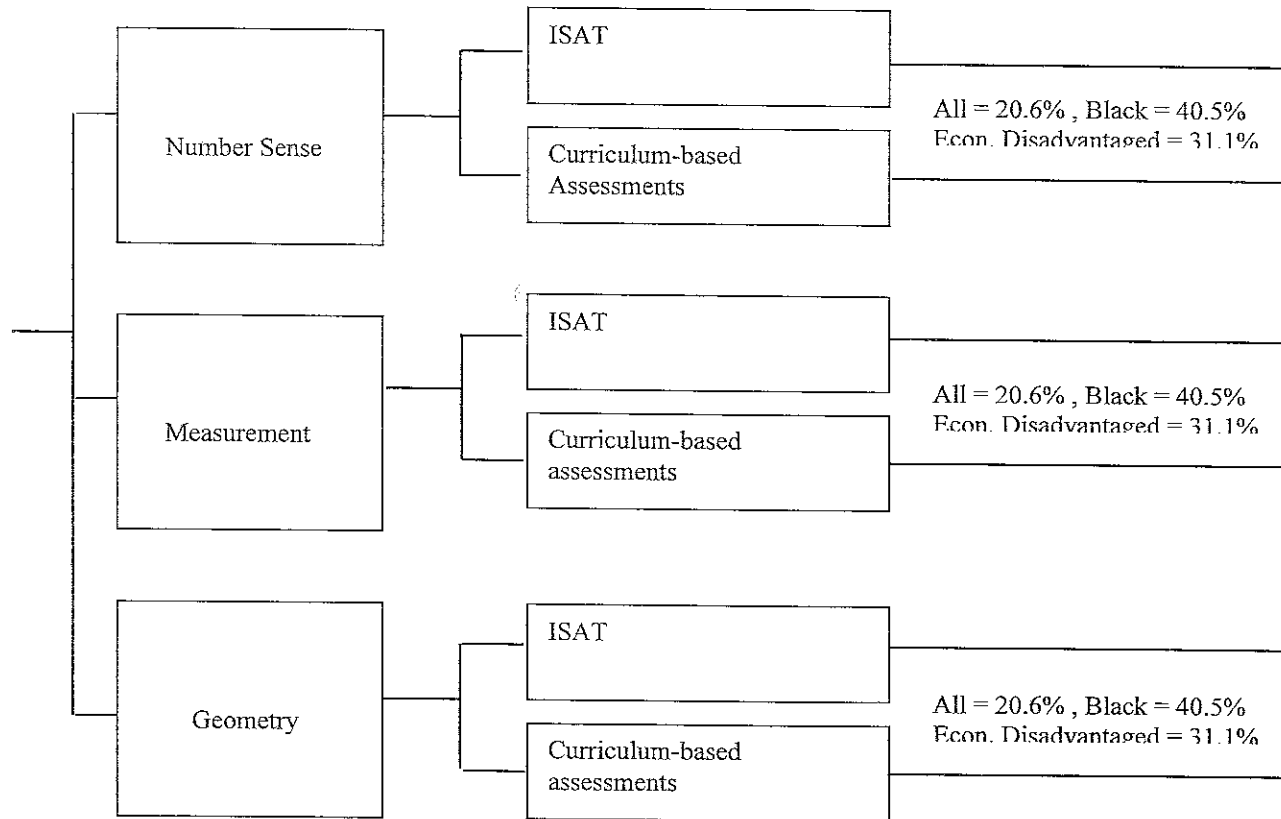 ISAT
Number Sense
All = 20.6% , Black = 40.5%
Econ. Disadvantaged = 31.1%
Curriculum-based
Assessments
ISAT
Measurement
All = 20.6% , Black = 40.5%
Econ. Disadvantaged = 31.1%
Curriculum-based
assessments
ISAT
Geometry
All = 20.6% , Black = 40.5%
Econ. Disadvantaged = 31.1%
Curriculum-based
assessments